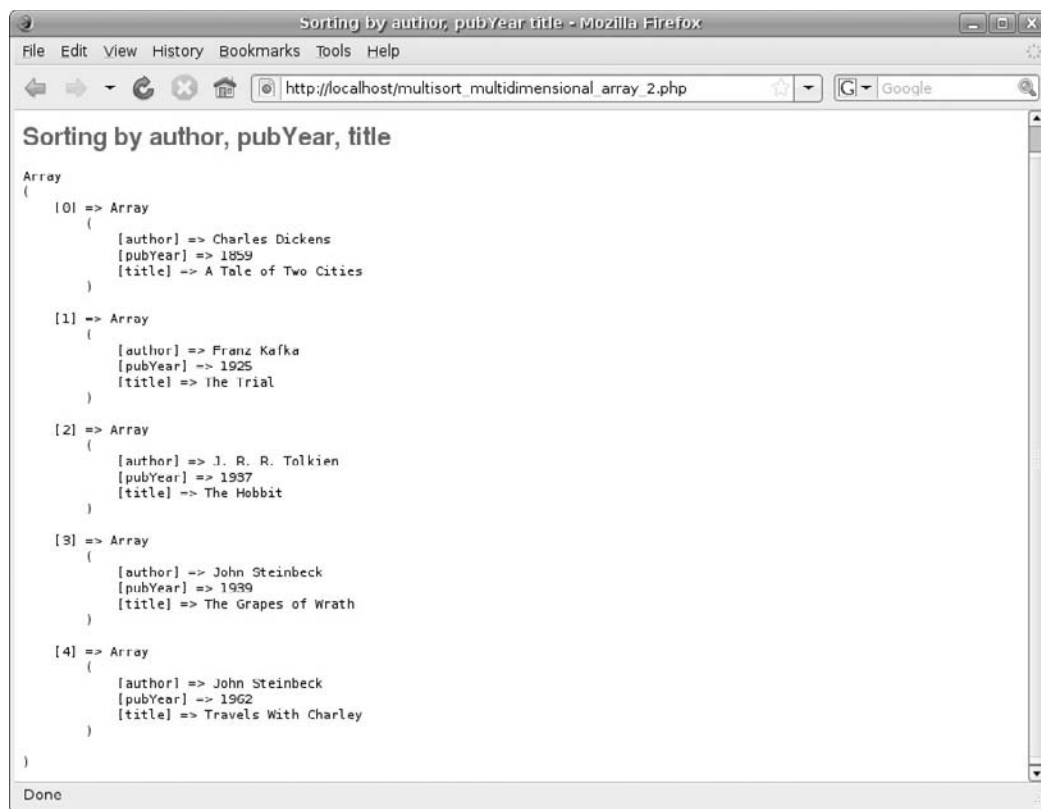 Sorting by author, pubYear title - Mozilla Firefox
File Edit View History Bookmarks Tools Help
http://localhost/multisort_multidimensional_array_2.php
G Google
Sorting by author, pubYear, title
Array
(
[0] => Array
(
[author] => Charles Dickens
[pubYear] => 1859
[title] => A Tale of Two Cities
)
[1] => Array
(
[author] => Franz Kafka
[pubYear] => 1925
[title] => The Trial
)
[2] => Array
(
[author] => J. R. R. Tolkien
[pubYear] => 1937
[title] => The Hobbit
)
[3] => Array
(
[author] => John Steinbeck
[pubYear] => 1939
[title] => The Grapes of Wrath
)
[4] => Array
(
[author] => John Steinbeck
[pubYear] => 1962
[title] => Travels With Charley
)
)
Done